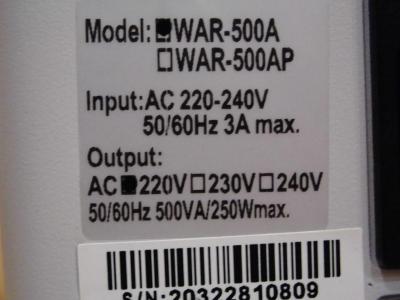 Model: ■WAR-500A
□WAR-500AP
Input: AC 220-240V
50/60Hz 3A max.
Output:
AC ■220V □230V □240V
50/60Hz 500VA/250Wmax.
S/N:20322810809